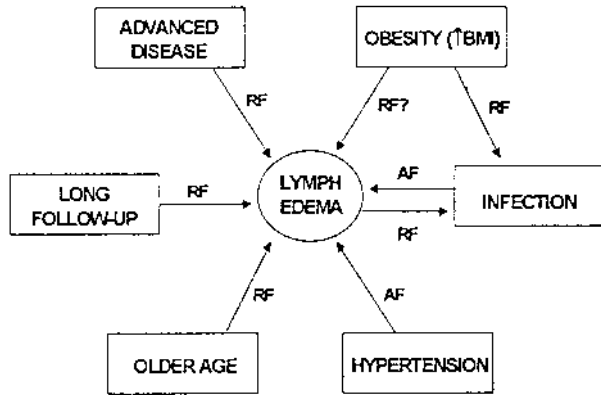 ADVANCED
DISEASE
OBESITY (↑BMI)
RF
RF?
RF
LONG
FOLLOW-UP
RF
LYMPH
EDEMA
AF
RF
INFECTION
RF
AF
OLDER AGE
HYPERTENSION